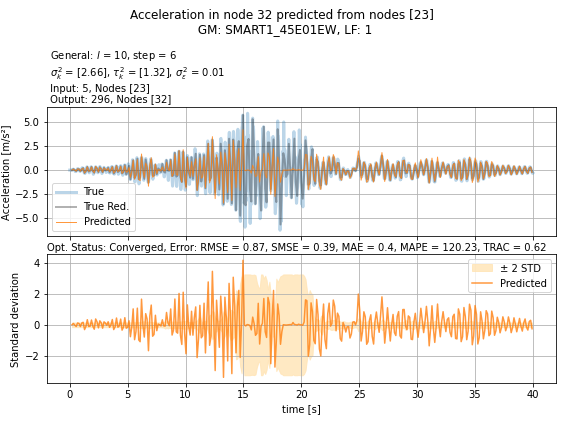 Acceleration in node 32 predicted from nodes [23]
GM: SMART1_45E01EW, LF: 1
General: l = 10, step = 6
σ²ₖ = [2.66], τ²ₖ = [1.32], σ²ε = 0.01
Input: 5, Nodes [23]
Output: 296, Nodes [32]
Acceleration [m/s²]
5.0
2.5
0.0
−2.5
−5.0
True
True Red.
Predicted
Opt. Status: Converged, Error: RMSE = 0.87, SMSE = 0.39, MAE = 0.4, MAPE = 120.23, TRAC = 0.62
Standard deviation
4
2
0
−2
± 2 STD
Predicted
0 5 10 15 20 25 30 35 40
time [s]